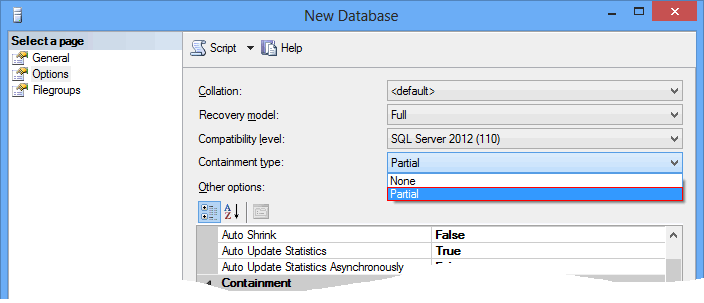 New Database
Select a page
General
Options
Filegroups
Script Help
Collation: <default>
Recovery model: Full
Compatibility level: SQL Server 2012 (110)
Containment type: Partial
None
Partial
Other options:
Auto Shrink False
Auto Update Statistics True
Auto Update Statistics Asynchronously
Containment